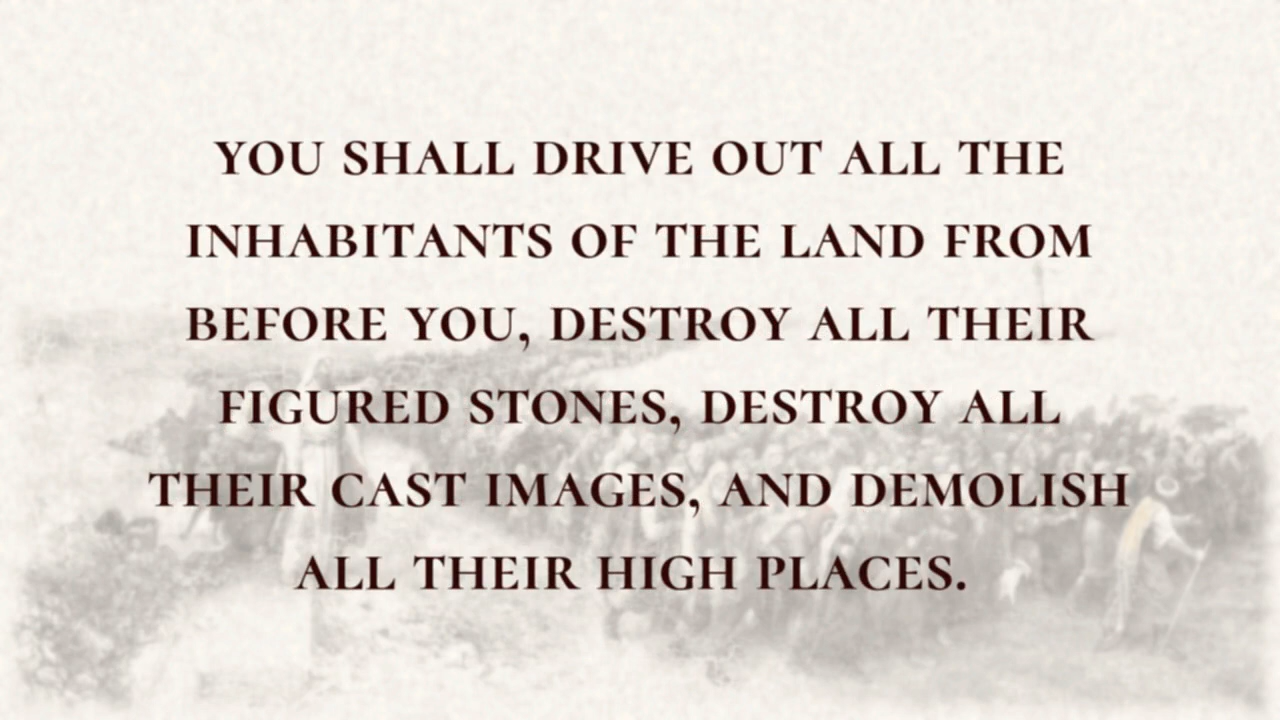 YOU SHALL DRIVE OUT ALL THE
INHABITANTS OF THE LAND FROM
BEFORE YOU, DESTROY ALL THEIR
FIGURED STONES, DESTROY ALL
THEIR CAST IMAGES, AND DEMOLISH
ALL THEIR HIGH PLACES.